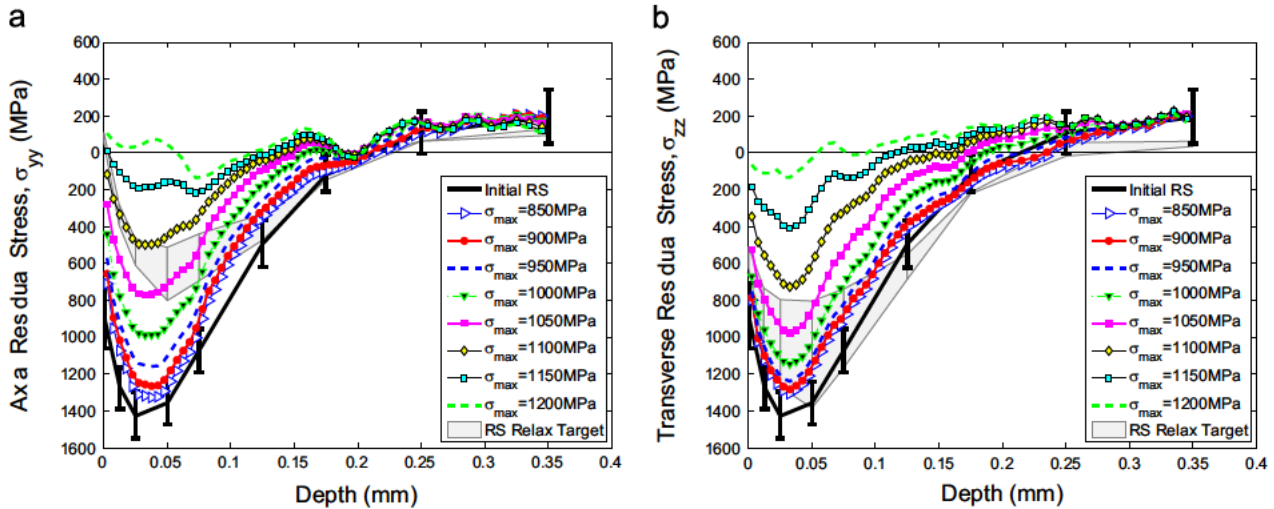 a
600
400
200
0
200
400
600
800
1000
1200
1400
1600
Ax a Res dua Stress, σyy (MPa)
0
0.05
0.1
0.15
0.2
0.25
0.3
0.35
0.4
Depth (mm)
Initial RS
σmax=850MPa
σmax=900MPa
σmax=950MPa
σmax=1000MPa
σmax=1050MPa
σmax=1100MPa
σmax=1150MPa
σmax=1200MPa
RS Relax Target
b
600
400
200
0
200
400
600
800
1000
1200
1400
1600
Transverse Res dua Stress, σzz (MPa)
0
0.05
0.1
0.15
0.2
0.25
0.3
0.35
0.4
Depth (mm)
Initial RS
σmax=850MPa
σmax=900MPa
σmax=950MPa
σmax=1000MPa
σmax=1050MPa
σmax=1100MPa
σmax=1150MPa
σmax=1200MPa
RS Relax Target